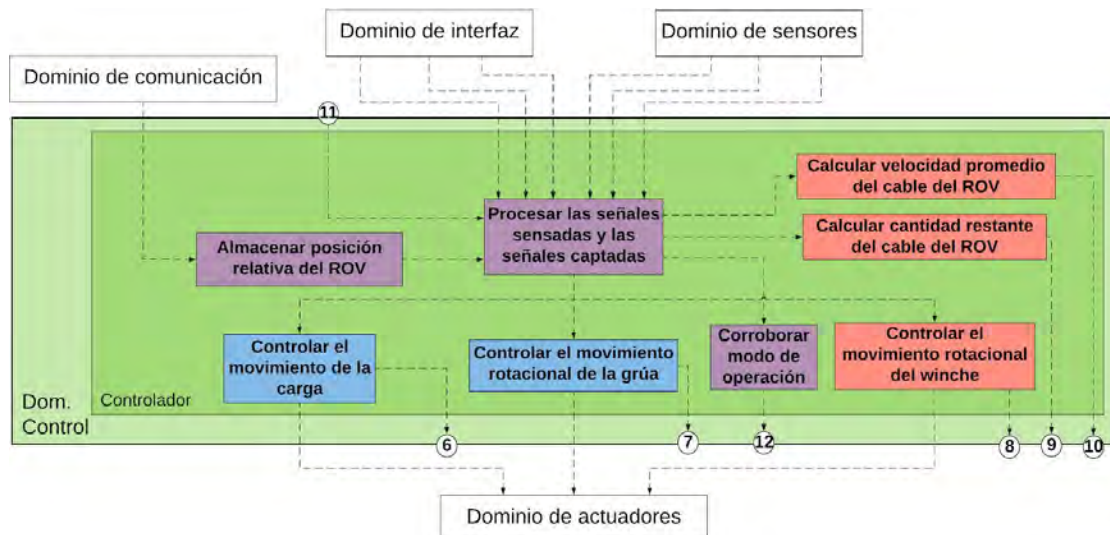 Dominio de interfaz
Dominio de sensores
Dominio de comunicación
11
Calcular velocidad promedio
del cable del ROV
Procesar las señales
sensadas y las
señales captadas
Calcular cantidad restante
del cable del ROV
Almacenar posición
relativa del ROV
Controlar el
movimiento de la
carga
Controlar el movimiento
rotacional de la grúa
Corroborar
modo de
operación
Controlar el
movimiento rotacional
del winche
Dom.
Control
Controlador
6
7
12
8
9
10
Dominio de actuadores